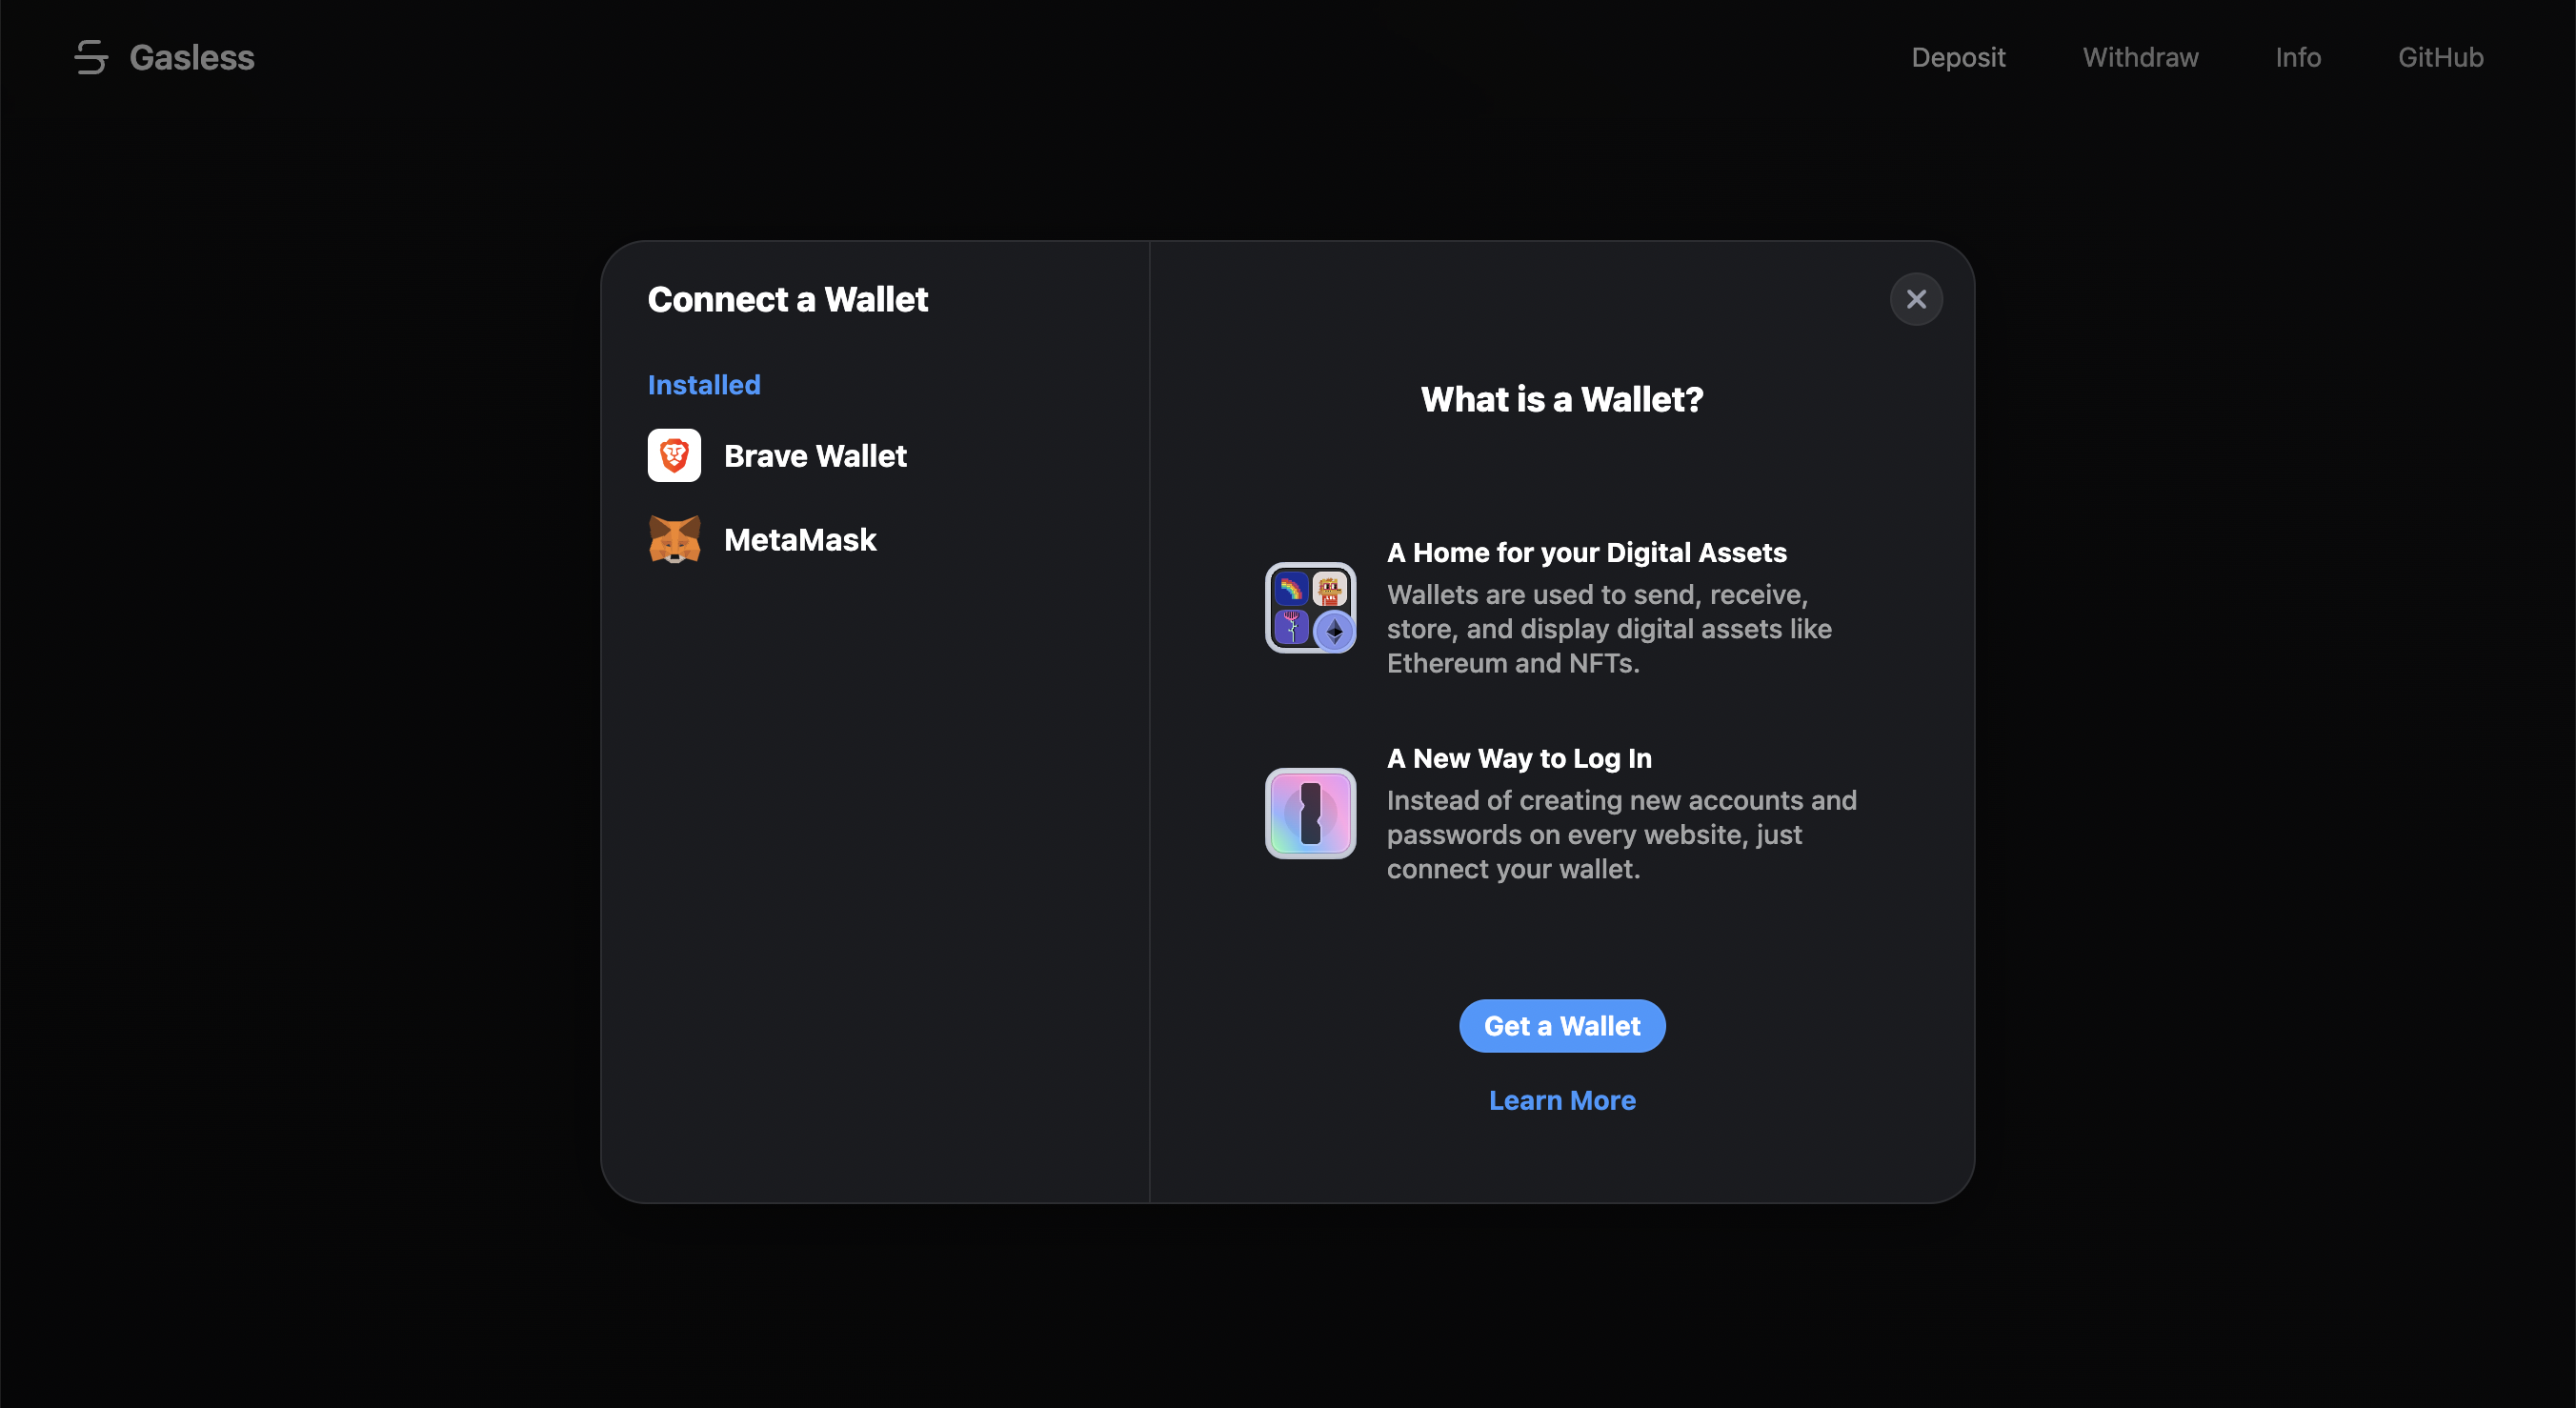 Gasless
Deposit
Withdraw
Info
GitHub
Connect a Wallet
Installed
Brave Wallet
MetaMask
What is a Wallet?
A Home for your Digital Assets
Wallets are used to send, receive,
store, and display digital assets like
Ethereum and NFTs.
A New Way to Log In
Instead of creating new accounts and
passwords on every website, just
connect your wallet.
Get a Wallet
Learn More